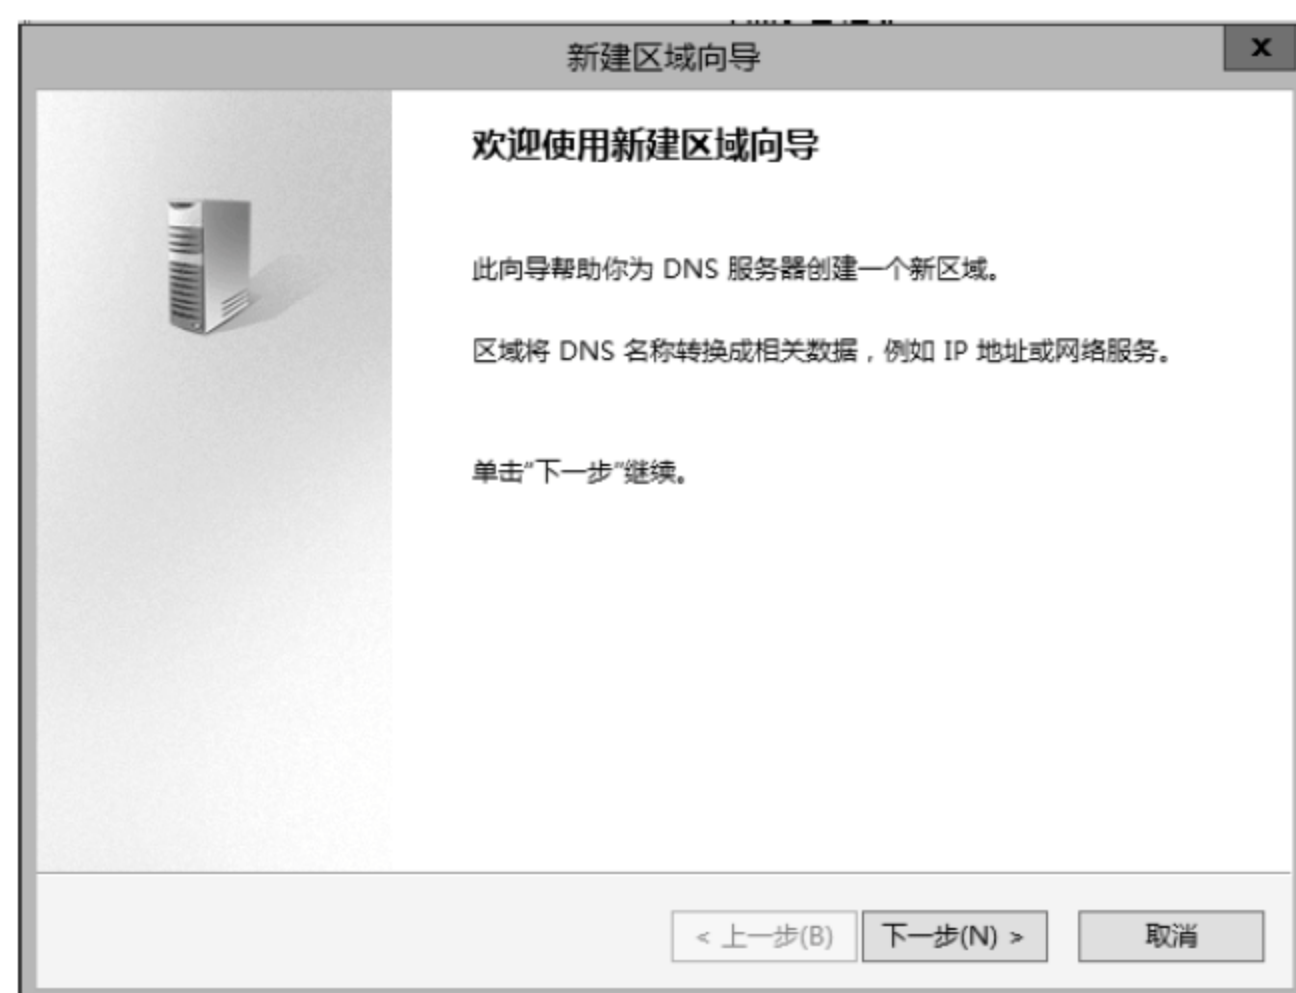 新建区域向导
x
欢迎使用新建区域向导
此向导帮助你为 DNS 服务器创建一个新区域。
区域将 DNS 名称转换成相关数据，例如 IP 地址或网络服务。
单击"下一步"继续。
< 上一步(B) 下一步(N) > 取消